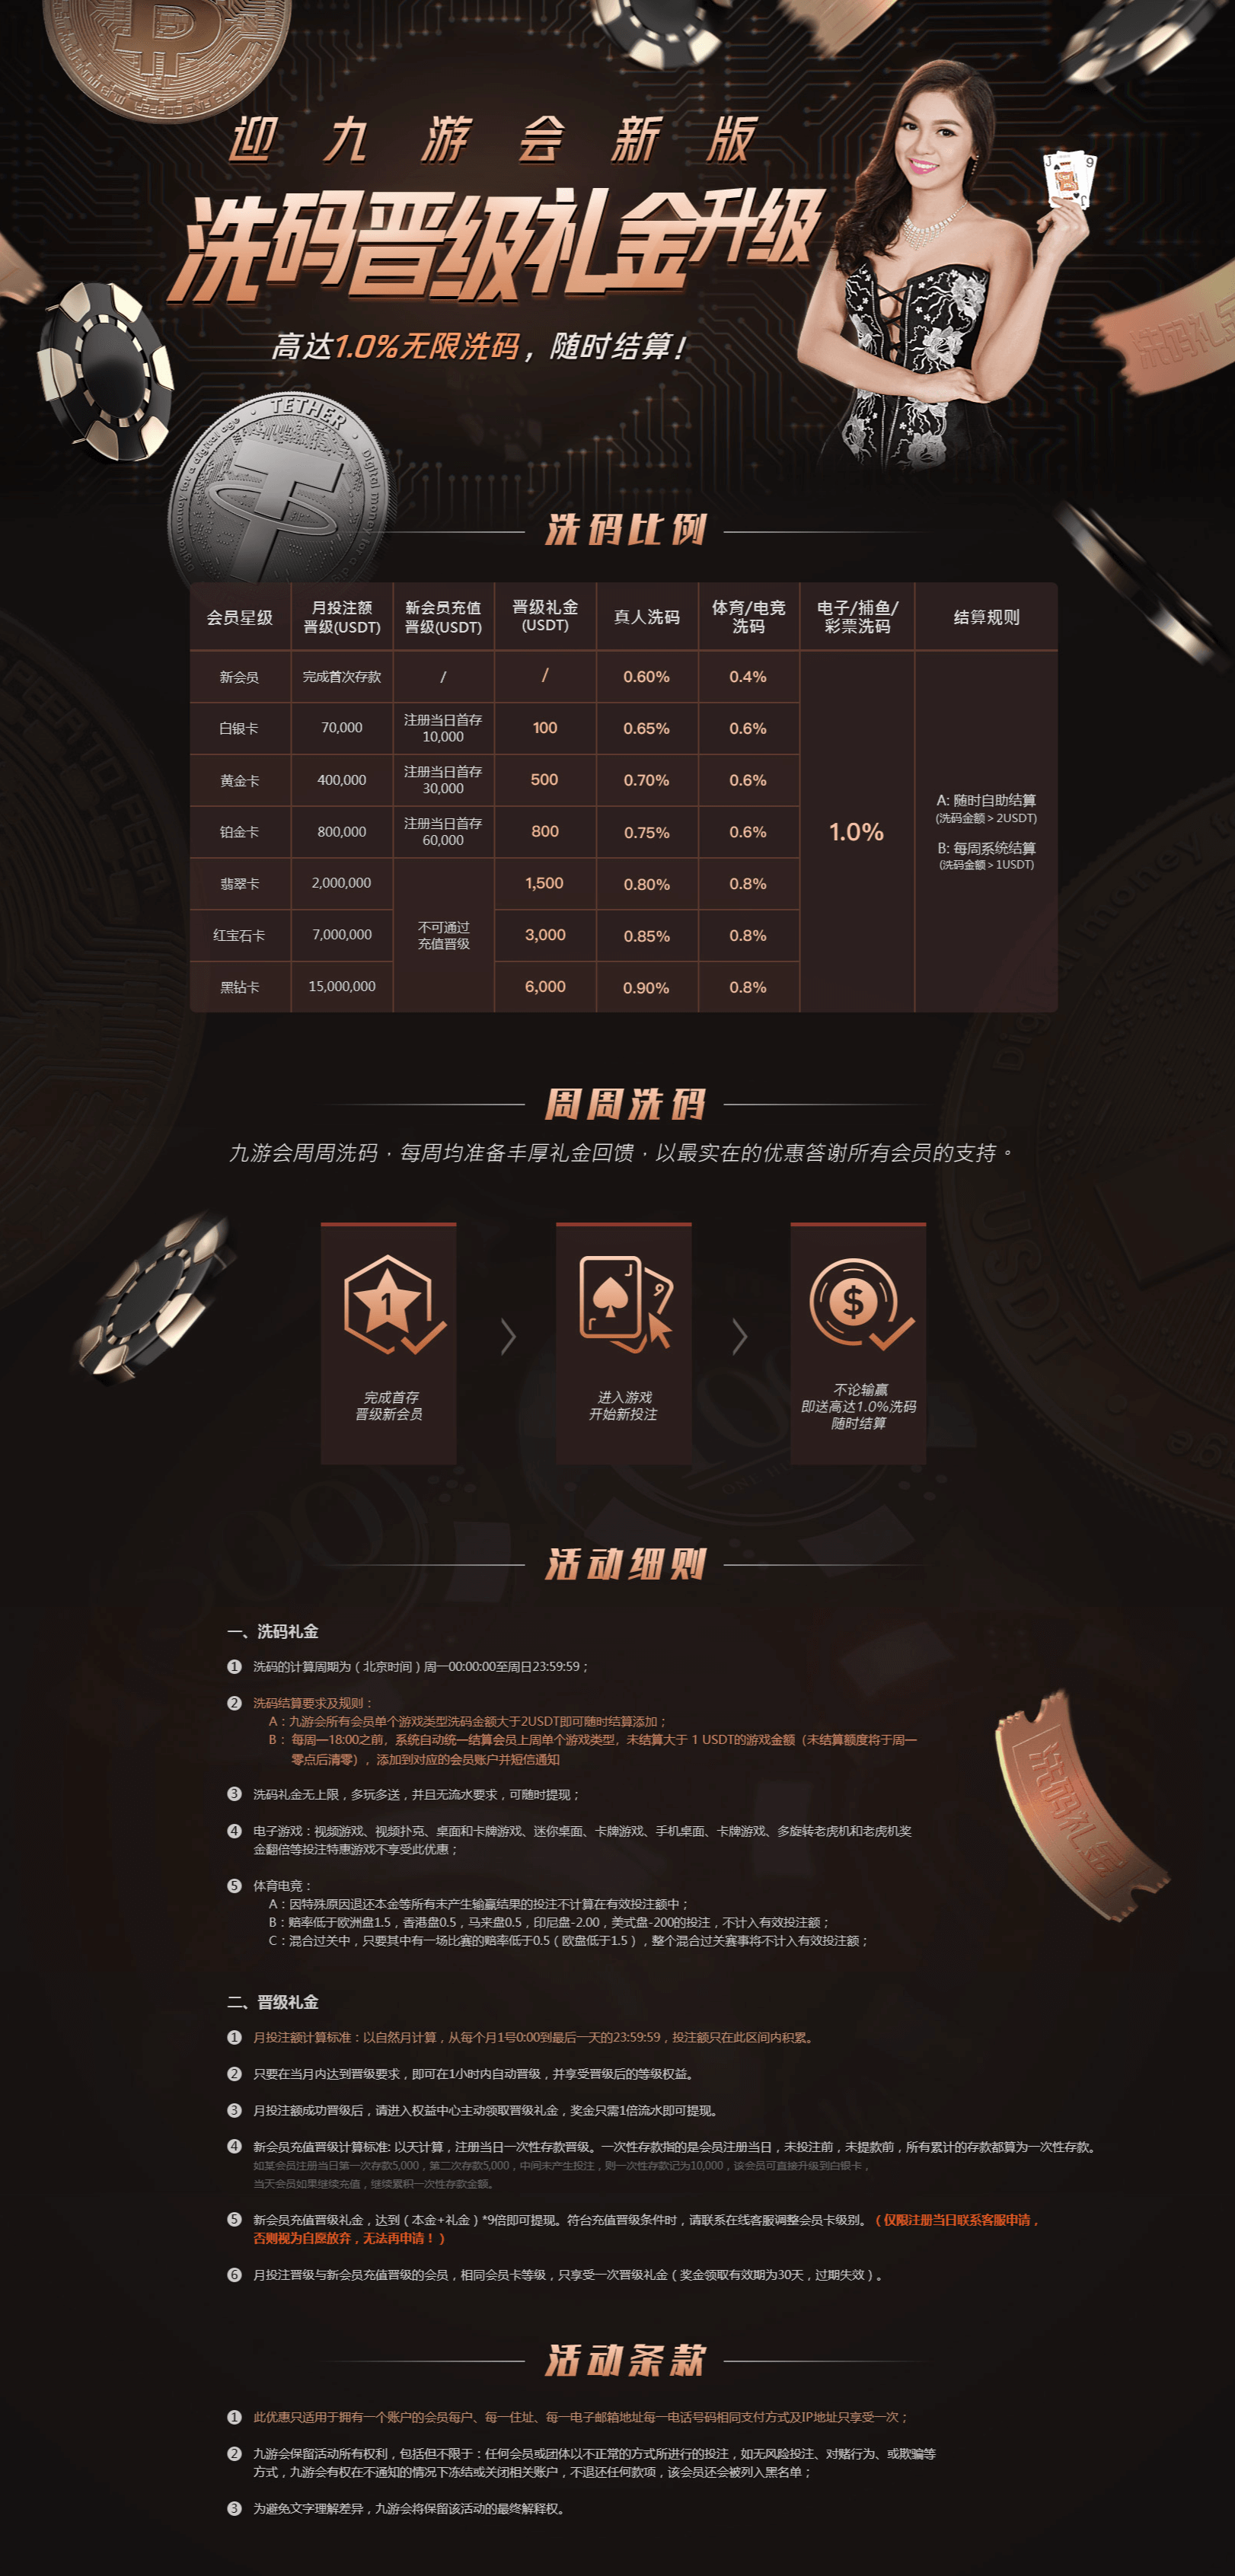 迎九游会新版
洗码晋级礼金升级
高达1.0%无限洗码，随时结算！
J
9
洗码礼金
TETHER
Digital money for a digital age
洗码比例
会员星级
月投注额
晋级(USDT)
新会员充值
晋级(USDT)
晋级礼金
(USDT)
真人洗码
体育/电竞
洗码
电子/捕鱼/
彩票洗码
结算规则
新会员
完成首次存款
/
/
0.60%
0.4%
白银卡
70,000
注册当日首存
10,000
100
0.65%
0.6%
黄金卡
400,000
注册当日首存
30,000
500
0.70%
0.6%
铂金卡
800,000
注册当日首存
60,000
800
0.75%
0.6%
翡翠卡
2,000,000
1,500
0.80%
0.8%
红宝石卡
7,000,000
不可通过
充值晋级
3,000
0.85%
0.8%
黑钻卡
15,000,000
6,000
0.90%
0.8%
1.0%
A: 随时自助结算
(洗码金额 > 2USDT)
B: 每周系统结算
(洗码金额 > 1USDT)
周周洗码
九游会周周洗码 · 每周均准备丰厚礼金回馈 · 以最实在的优惠答谢所有会员的支持。
1
完成首存
晋级新会员
J
9
进入游戏
开始新投注
$
不论输赢
即送高达1.0%洗码
随时结算
活动细则
一、洗码礼金
1 洗码的计算周期为（北京时间）周一00:00:00至周日23:59:59；
2 洗码结算要求及规则：
A：九游会所有会员单个游戏类型洗码金额大于2USDT即可随时结算添加；
B： 每周一18:00之前，系统自动统一结算会员上周单个游戏类型，未结算大于 1 USDT的游戏金额（未结算额度将于周一
零点后清零），添加到对应的会员账户并短信通知
3 洗码礼金无上限，多玩多送，并且无流水要求，可随时提现；
4 电子游戏：视频游戏、视频扑克、桌面和卡牌游戏、迷你桌面、卡牌游戏、手机桌面、卡牌游戏、多旋转老虎机和老虎机奖
金翻倍等投注特惠游戏不享受此优惠；
5 体育电竞：
A：因特殊原因退还本金等所有未产生输赢结果的投注不计算在有效投注额中；
B：赔率低于欧洲盘1.5，香港盘0.5，马来盘0.5，印尼盘-2.00，美式盘-200的投注，不计入有效投注额；
C：混合过关中，只要其中有一场比赛的赔率低于0.5（欧盘低于1.5），整个混合过关赛事将不计入有效投注额；
洗码礼金
二、晋级礼金
1 月投注额计算标准：以自然月计算，从每个月1号0:00到最后一天的23:59:59，投注额只在此区间内积累。
2 只要在当月内达到晋级要求，即可在1小时内自动晋级，并享受晋级后的等级权益。
3 月投注额成功晋级后，请进入权益中心主动领取晋级礼金，奖金只需1倍流水即可提现。
4 新会员充值晋级计算标准: 以天计算，注册当日一次性存款晋级。一次性存款指的是会员注册当日，未投注前，未提款前，所有累计的存款都算为一次性存款。
如某会员注册当日第一次存款5,000，第二次存款5,000，中间未产生投注，则一次性存款记为10,000，该会员可直接升级到白银卡，
当天会员如果继续充值，继续累积一次性存款金额。
5 新会员充值晋级礼金，达到（本金+礼金）*9倍即可提现。符合充值晋级条件时，请联系在线客服调整会员卡级别。（仅限注册当日联系客服申请，
否则视为自愿放弃，无法再申请！）
6 月投注晋级与新会员充值晋级的会员，相同会员卡等级，只享受一次晋级礼金（奖金领取有效期为30天，过期失效）。
活动条款
1 此优惠只适用于拥有一个账户的会员每户、每一住址、每一电子邮箱地址每一电话号码相同支付方式及IP地址只享受一次；
2 九游会保留活动所有权利，包括但不限于：任何会员或团体以不正常的方式所进行的投注，如无风险投注、对赌行为、或欺骗等
方式，九游会有权在不通知的情况下冻结或关闭相关账户，不退还任何款项，该会员还会被列入黑名单；
3 为避免文字理解差异，九游会将保留该活动的最终解释权。